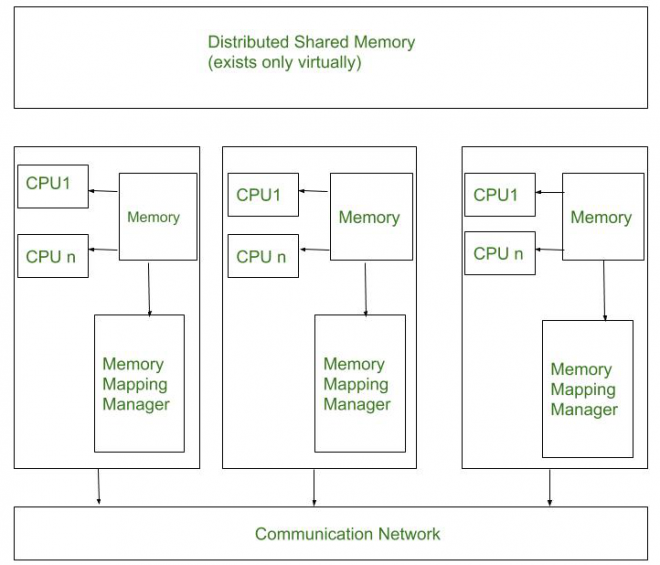 Distributed Shared Memory
(exists only virtually)
CPU1
Memory
CPU n
Memory
Mapping
Manager
CPU1
Memory
CPU n
Memory
Mapping
Manager
CPU1
Memory
CPU n
Memory
Mapping
Manager
Communication Network